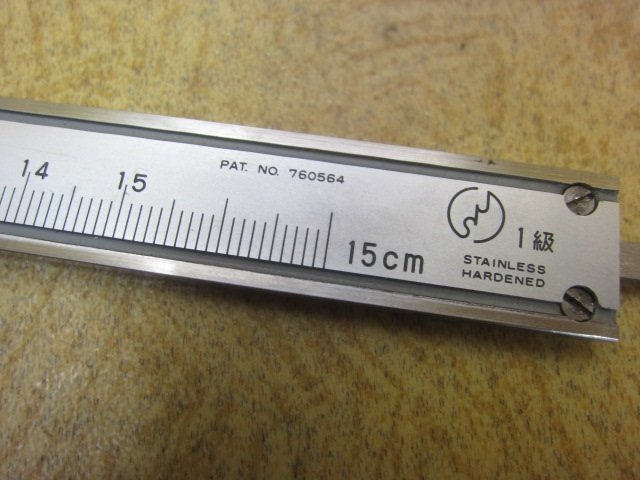 PAT. NO. 760564
14 15
15cm
1級
STAINLESS
HARDENED